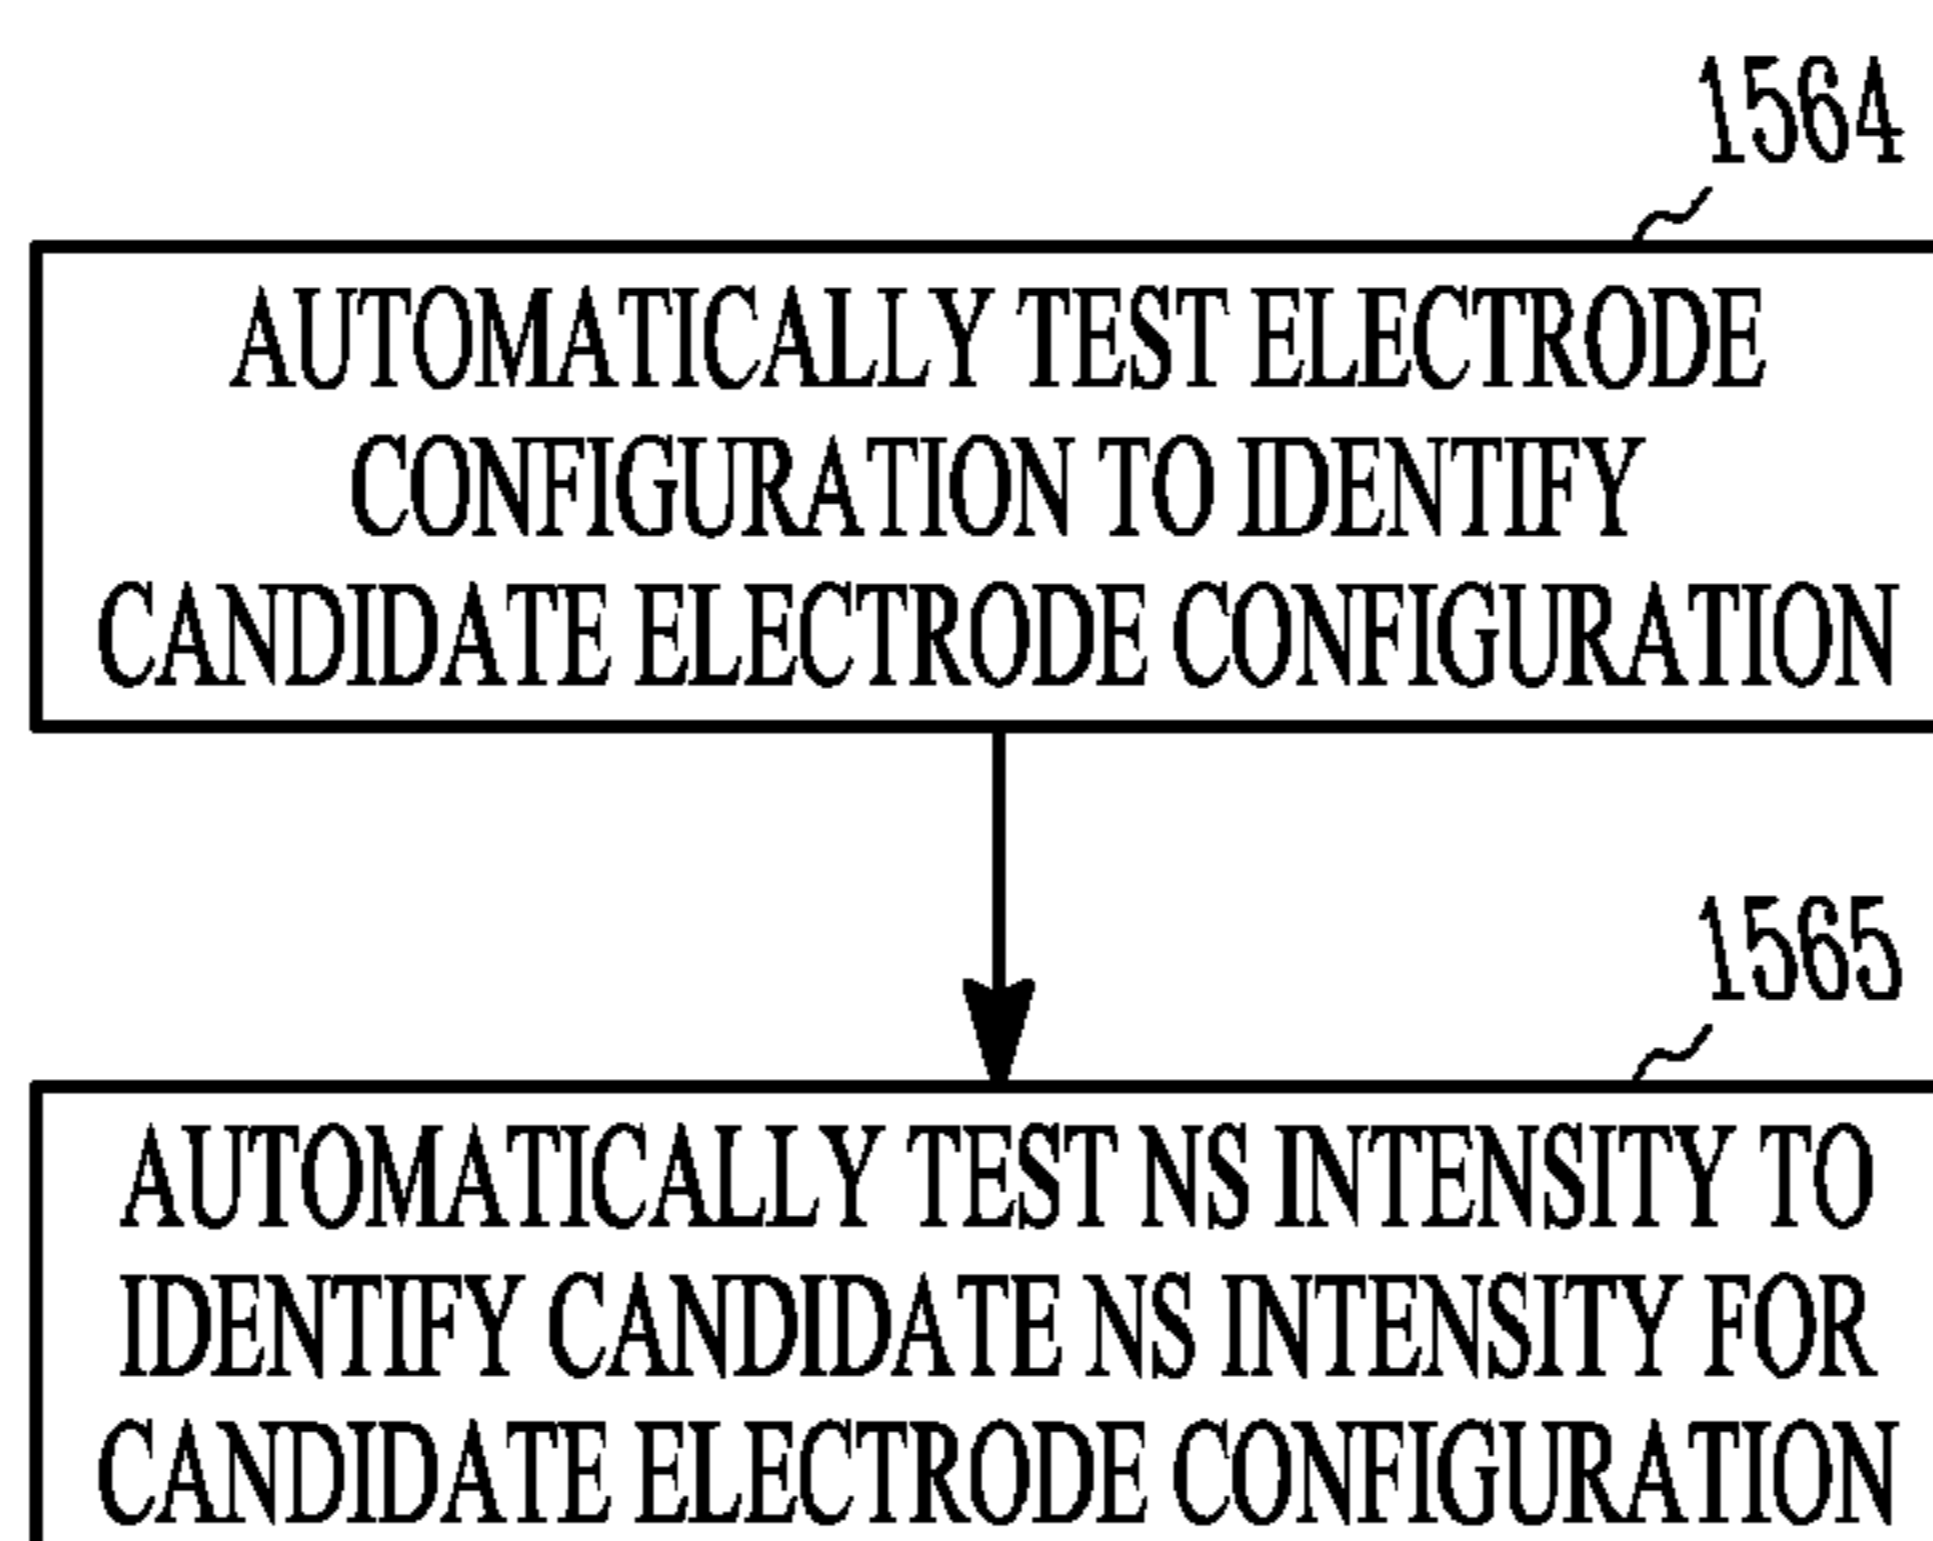 1564
AUTOMATICALLY TEST ELECTRODE
CONFIGURATION TO IDENTIFY
CANDIDATE ELECTRODE CONFIGURATION
1565
AUTOMATICALLY TEST NS INTENSITY TO
IDENTIFY CANDIDATE NS INTENSITY FOR
CANDIDATE ELECTRODE CONFIGURATION